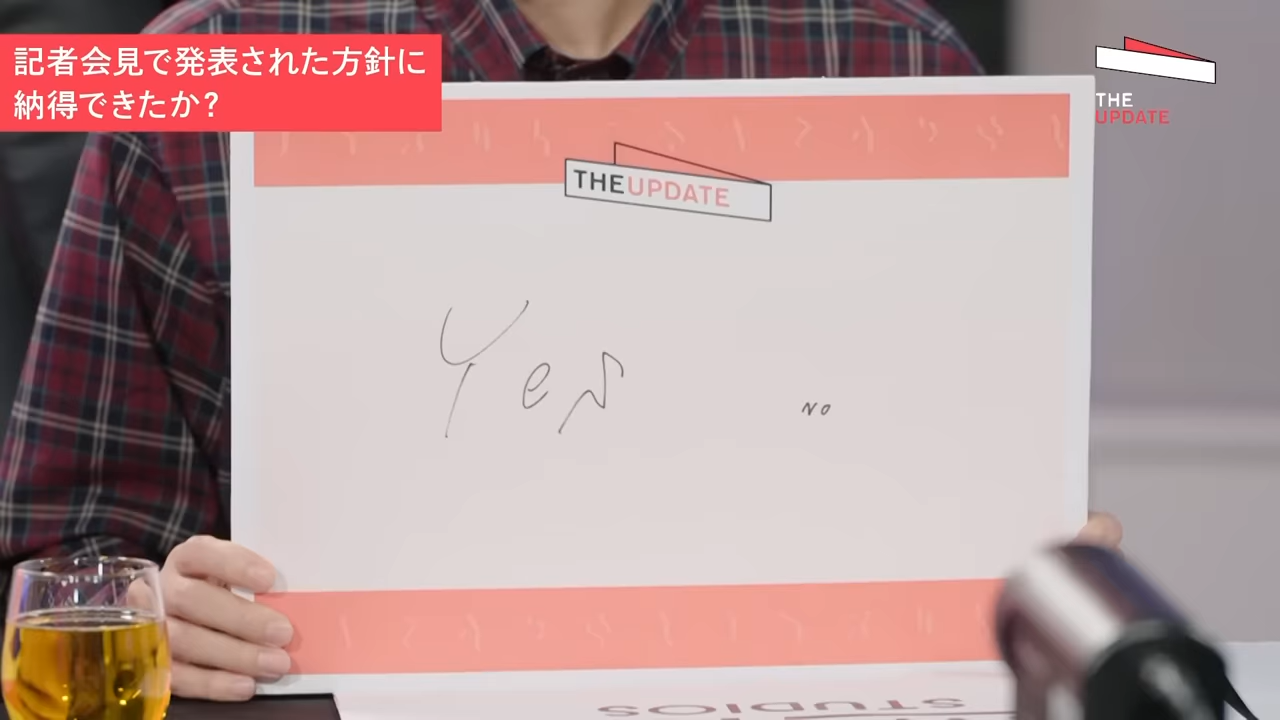 記者会見で発表された方針に
納得できたか?
THE
UPDATE
THE UPDATE
Yes
NO
STUDIOS